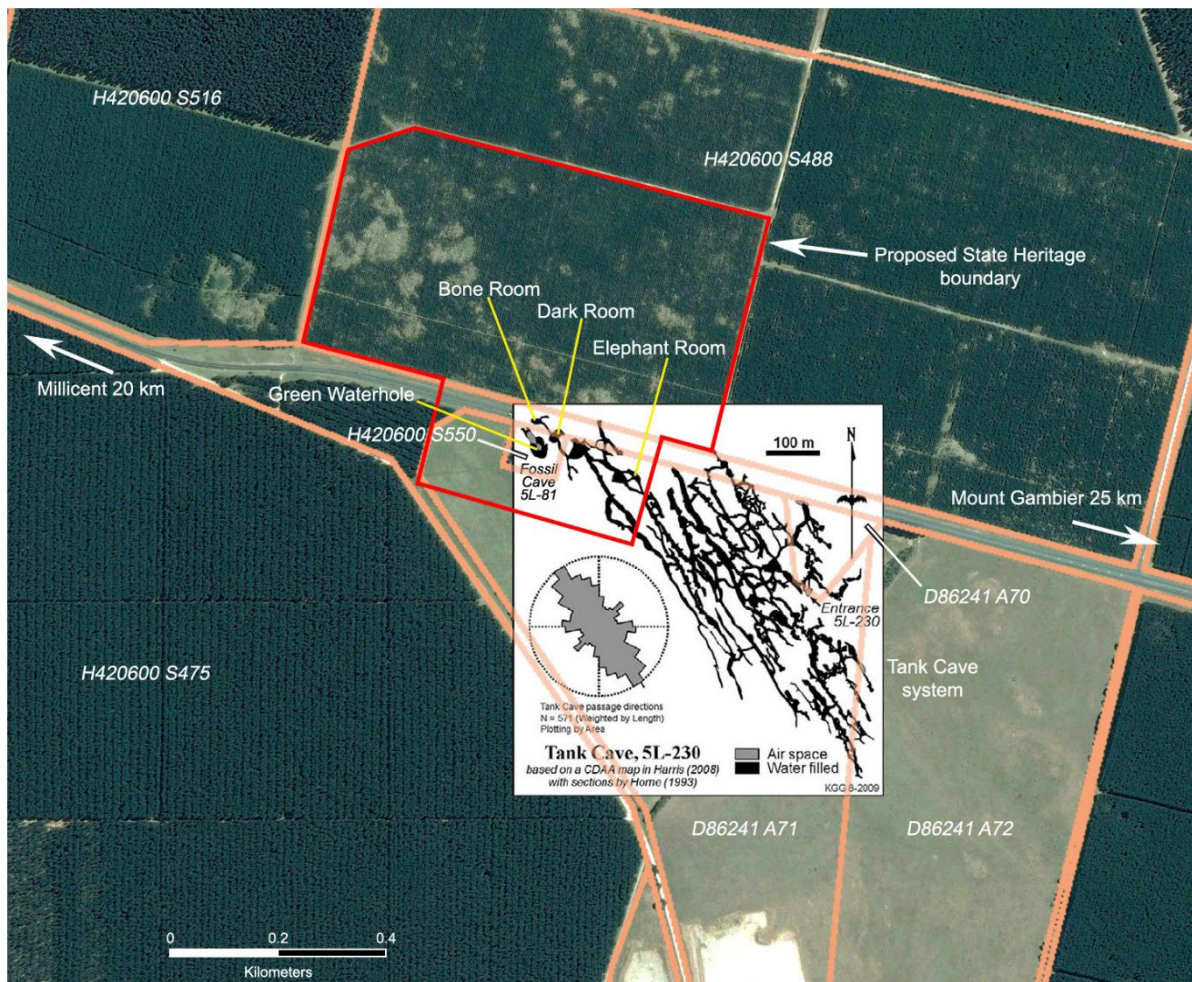 H420600 S516
H420600 S488
Proposed State Heritage
boundary
Bone Room
Dark Room
Elephant Room
Millicent 20 km
Green Waterhole
H420600 S550
100 m
N
Fossil
Cave
5L-81
Mount Gambier 25 km
D86241 A70
Entrance
5L-230
H420600 S475
Tank Cave
system
Tank Cave passage directions
N = 571 (Weighted by Length)
Plotting by Area
Tank Cave, 5L-230
based on a CDAA map in Harris (2008)
with sections by Horne (1993)
Air space
Water filled
KGG 6-2009
D86241 A71
D86241 A72
0 0.2 0.4
Kilometers